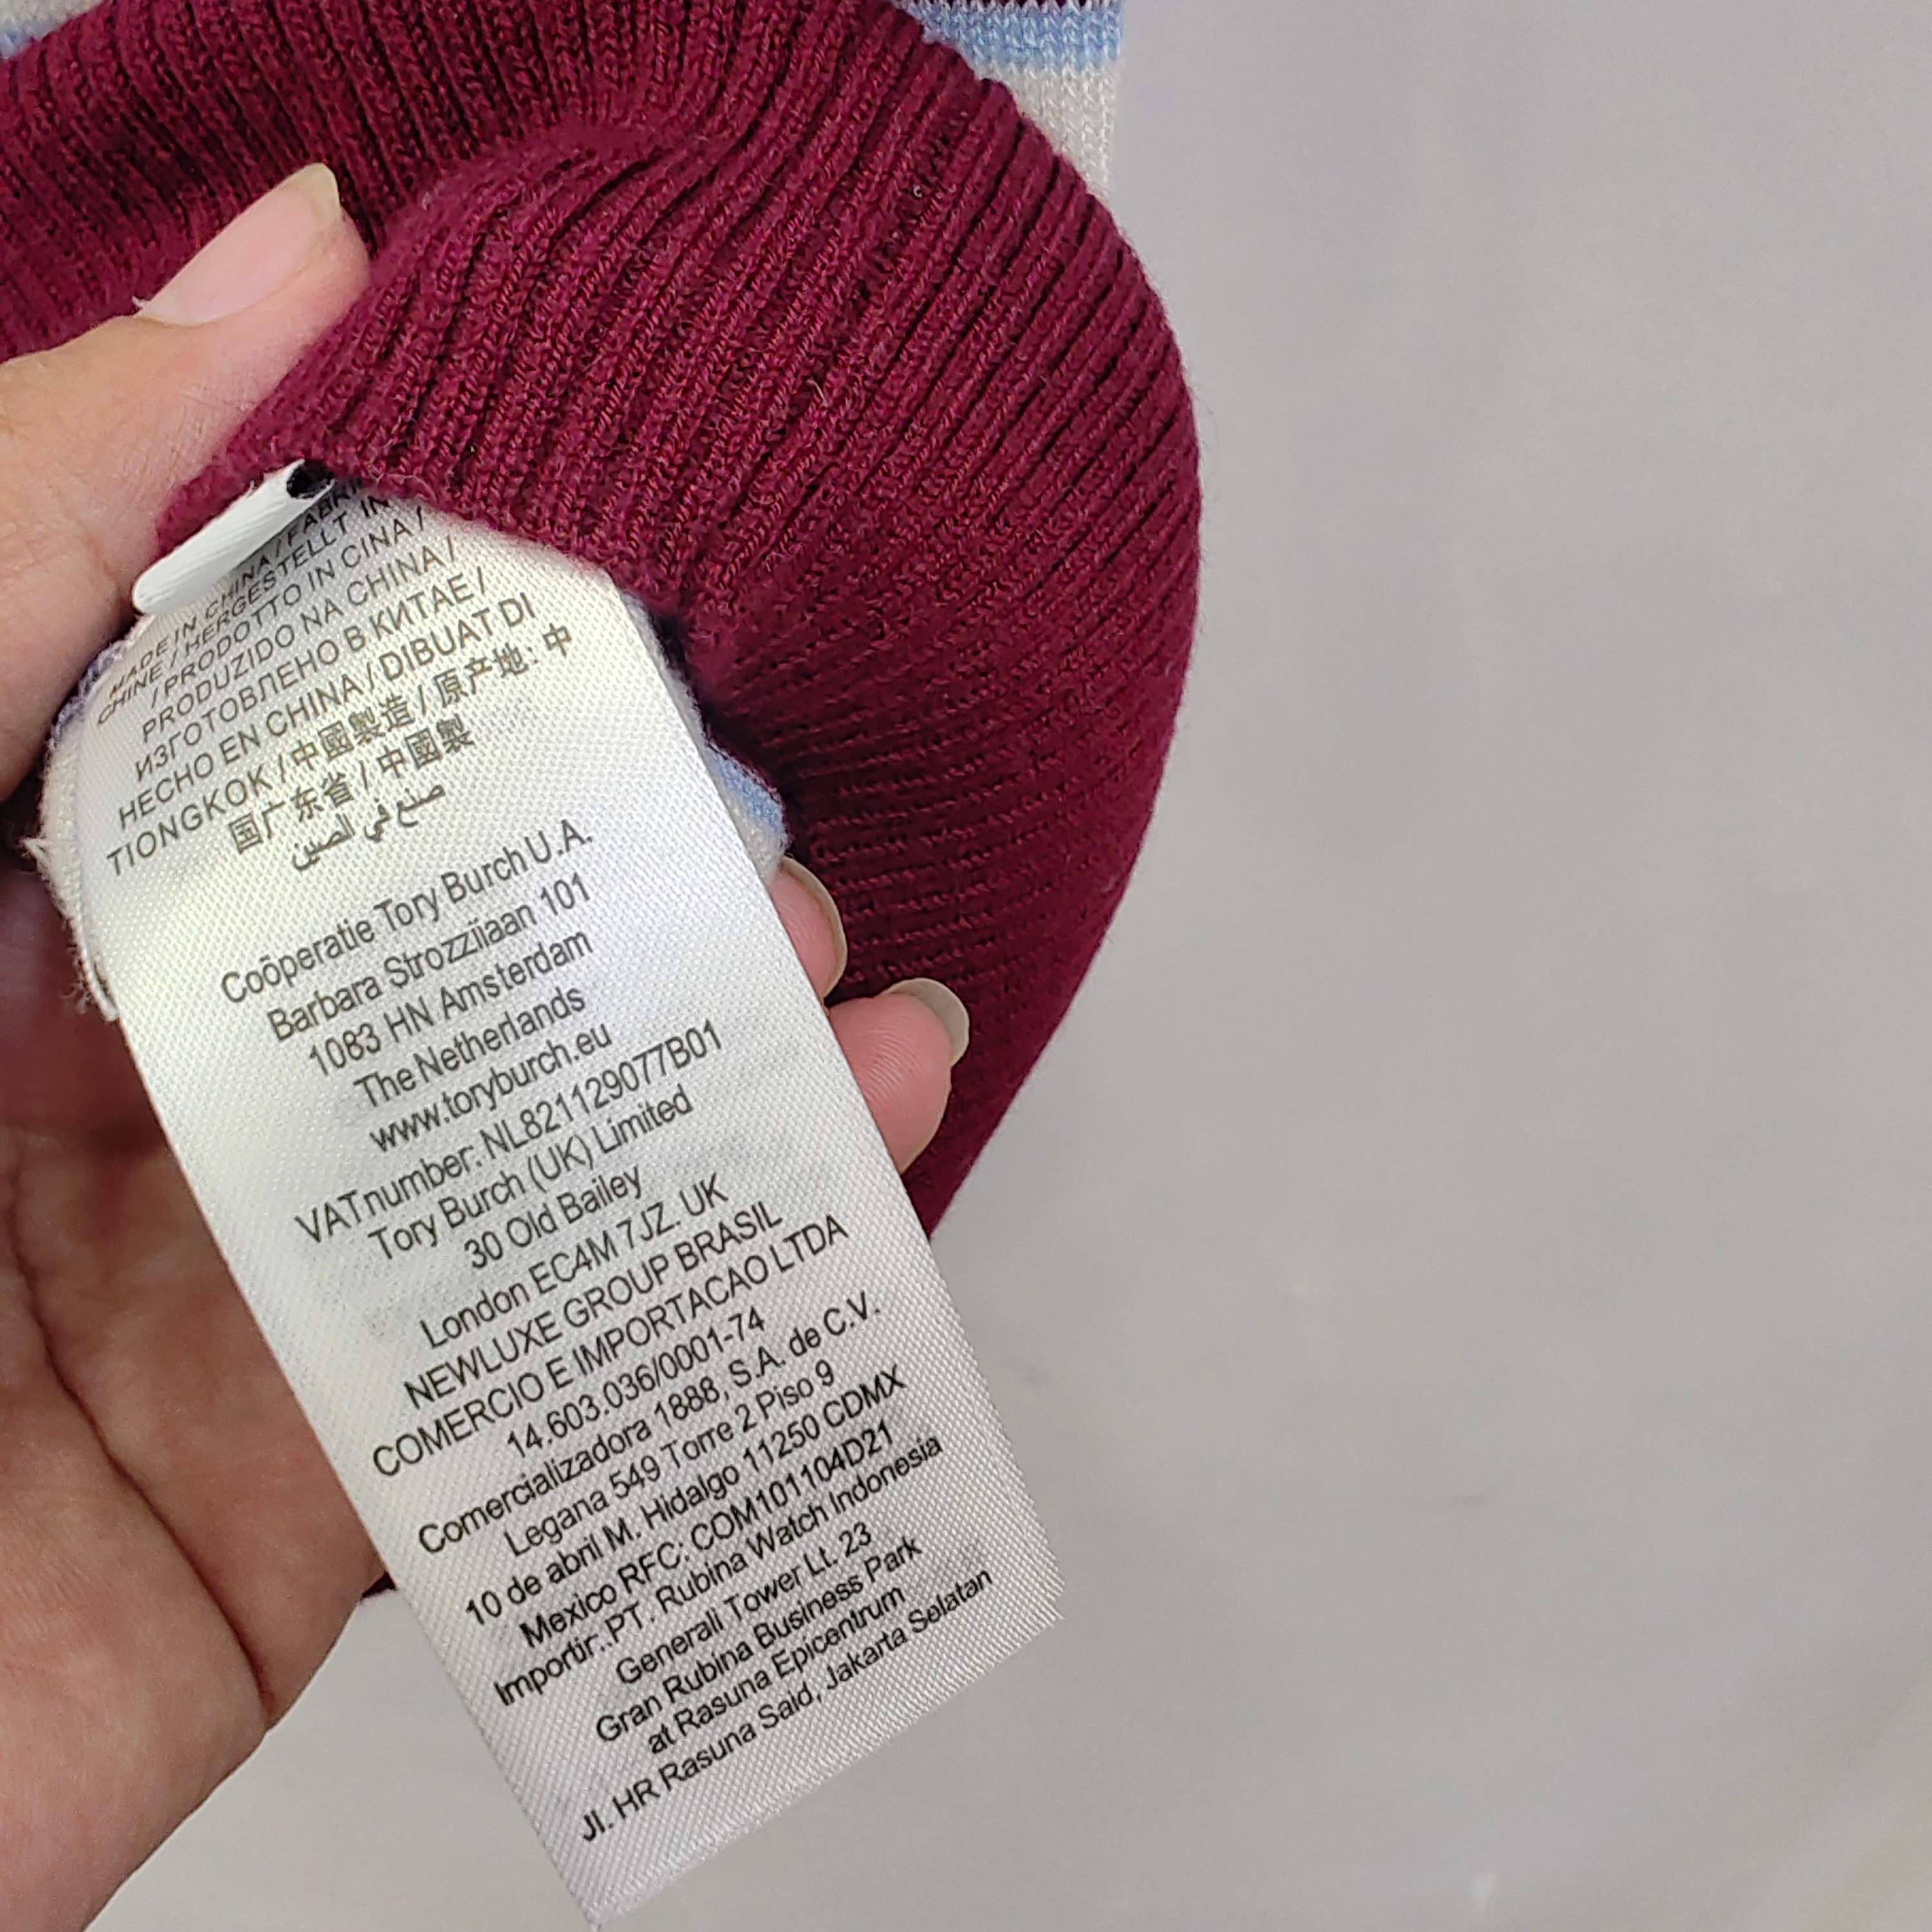 MADE IN CHINA / FABR
CHINE / HERGESTELLT IN
/ PRODOTTO IN CINA /
PRODUZIDO NA CHINA /
ИЗГОТОВЛЕНО В КИТАЕ /
HECHO EN CHINA / DIBUAT DI
TIONGKOK / 中國製造 / 原产地: 中
国广东省 / 中國製
صنع في الصين
Coöperatie Tory Burch U.A.
Barbara Strozziiaan 101
1083 HN Amsterdam
The Netherlands
www.toryburch.eu
VATnumber: NL821129077B01
Tory Burch (UK) Limited
30 Old Bailey
London EC4M 7JZ. UK
NEWLUXE GROUP BRASIL
COMERCIO E IMPORTACAO LTDA
14.603.036/0001-74
Comercializadora 1888, S.A. de C.V.
Legana 549 Torre 2 Piso 9
10 de abril M. Hidalgo 11250 CDMX
Mexico RFC: COM101104D21
Importir:.PT. Rubina Watch Indonesia
Generali Tower Lt. 23
Gran Rubina Business Park
at Rasuna Epicentrum
Jl. HR Rasuna Said, Jakarta Selatan